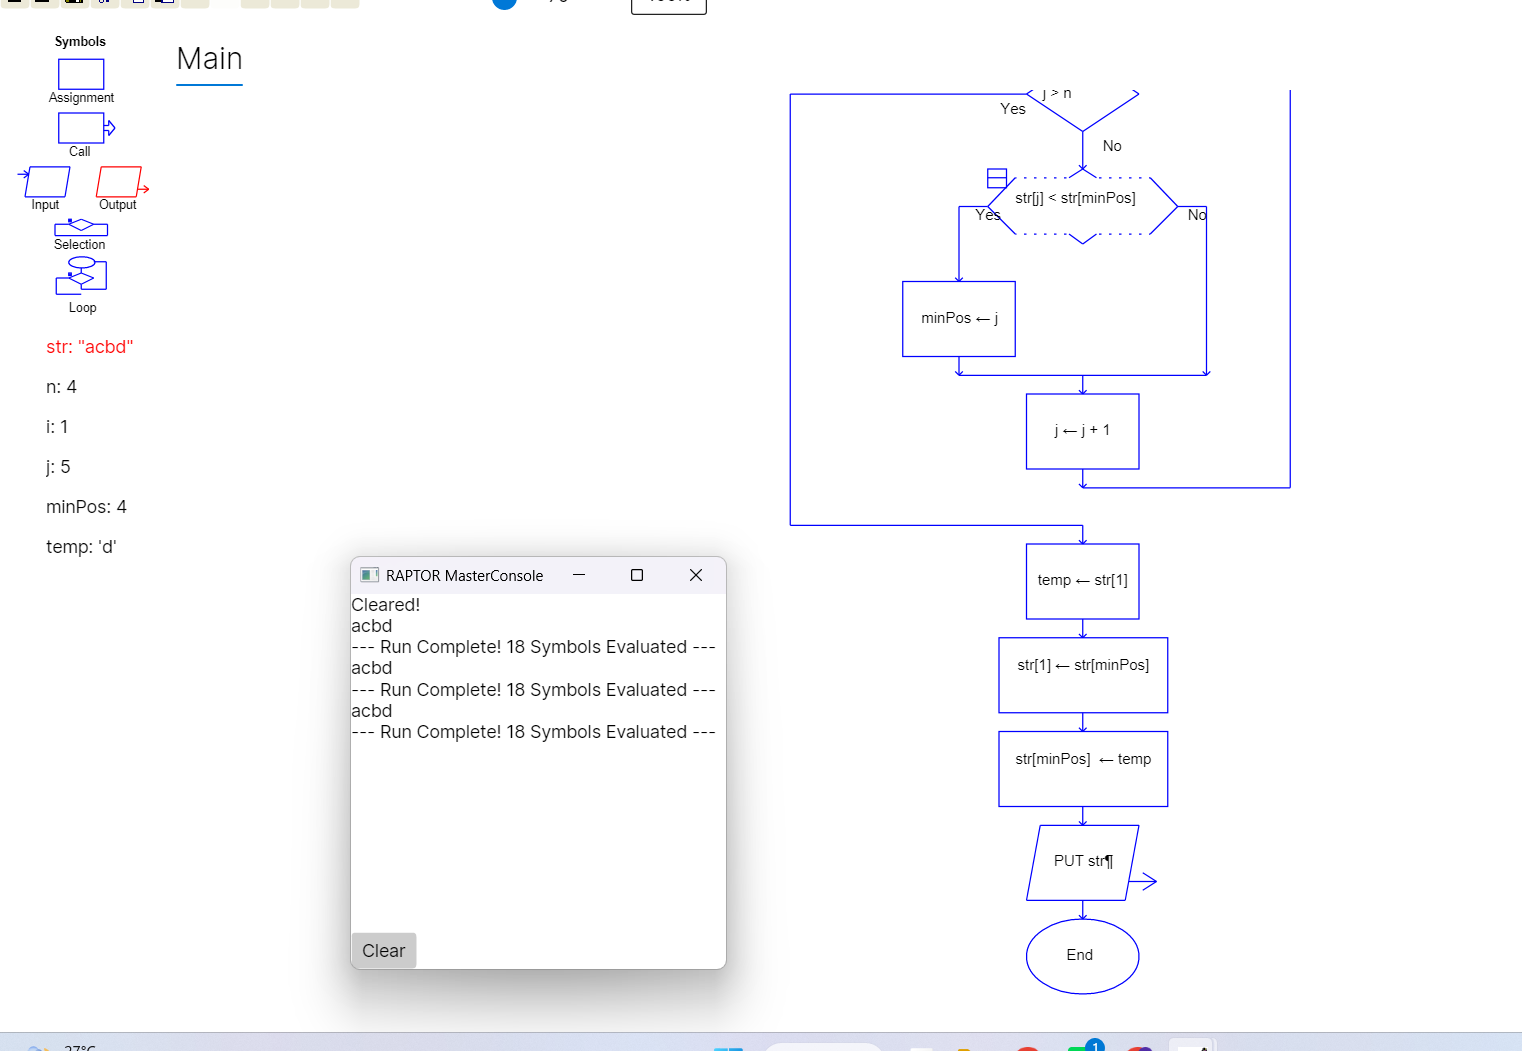 Symbols
Assignment
Call
Input
Output
Selection
Loop
str: "acbd"
n: 4
i: 1
j: 5
minPos: 4
temp: 'd'
Main
j > n
Yes
No
str[j] < str[minPos]
Yes
No
minPos ← j
j ← j + 1
temp ← str[1]
str[1] ← str[minPos]
str[minPos] ← temp
PUT str¶
End
RAPTOR MasterConsole
Cleared!
acbd
--- Run Complete! 18 Symbols Evaluated ---
acbd
--- Run Complete! 18 Symbols Evaluated ---
acbd
--- Run Complete! 18 Symbols Evaluated ---
Clear
1